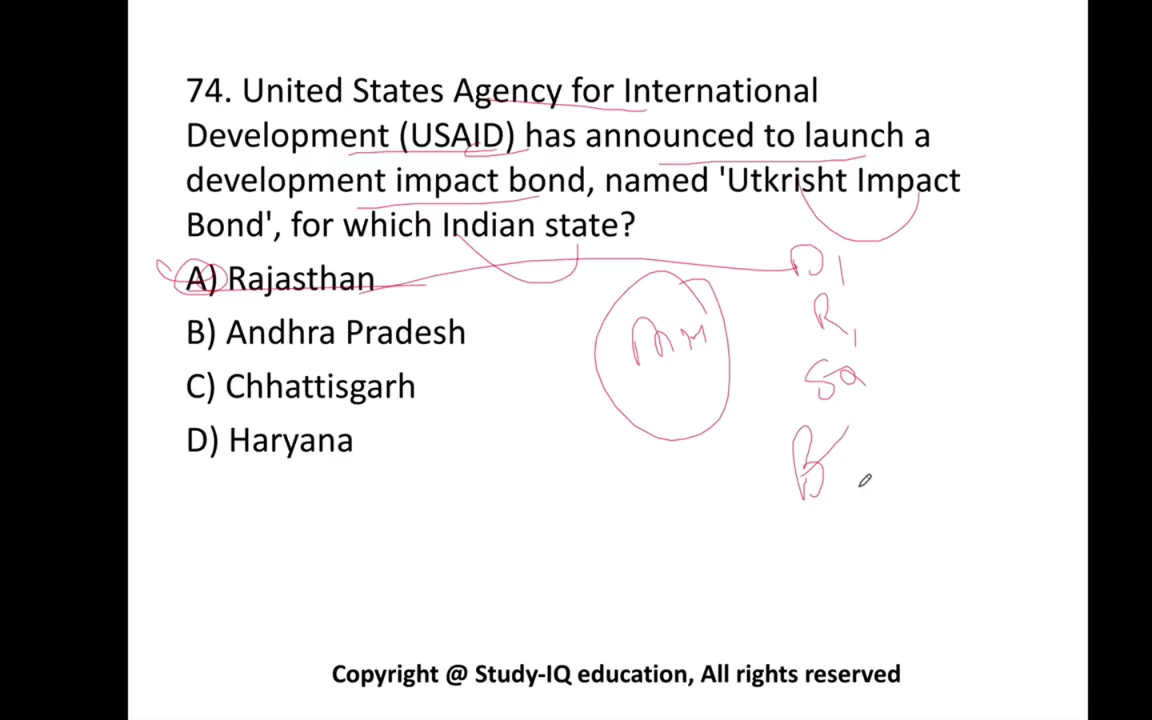 74. United States Agency for International
Development (USAID) has announced to launch a
development impact bond, named 'Utkrisht Impact
Bond', for which Indian state?
A) Rajasthan
B) Andhra Pradesh
C) Chhattisgarh
D) Haryana
Copyright @ Study-IQ education, All rights reserved